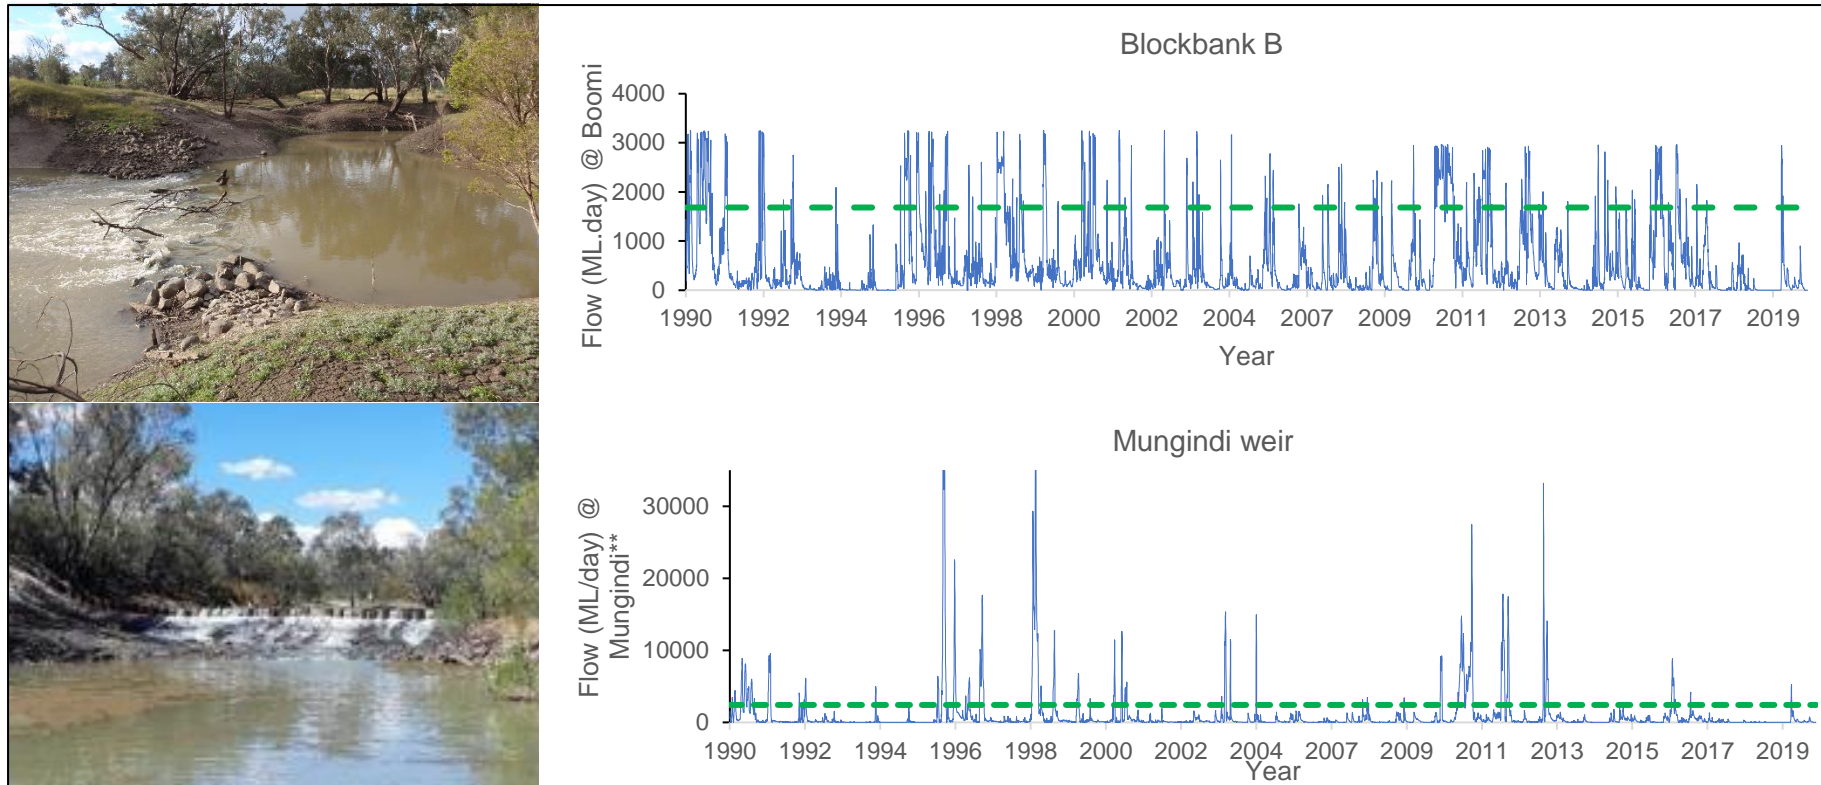 Blockbank B
Flow (ML.day) @ Boomi
4000
3000
2000
1000
0
1990 1992 1994 1996 1998 2000 2002 2004 2006 2009 2011 2013 2015 2017 2019
Year
Mungindi weir
Flow (ML/day) @
Mungindi**
30000
20000
10000
0
1990 1992 1994 1996 1998 2000 2002 2004 2007 2009 2011 2013 2015 2017 2019
Year